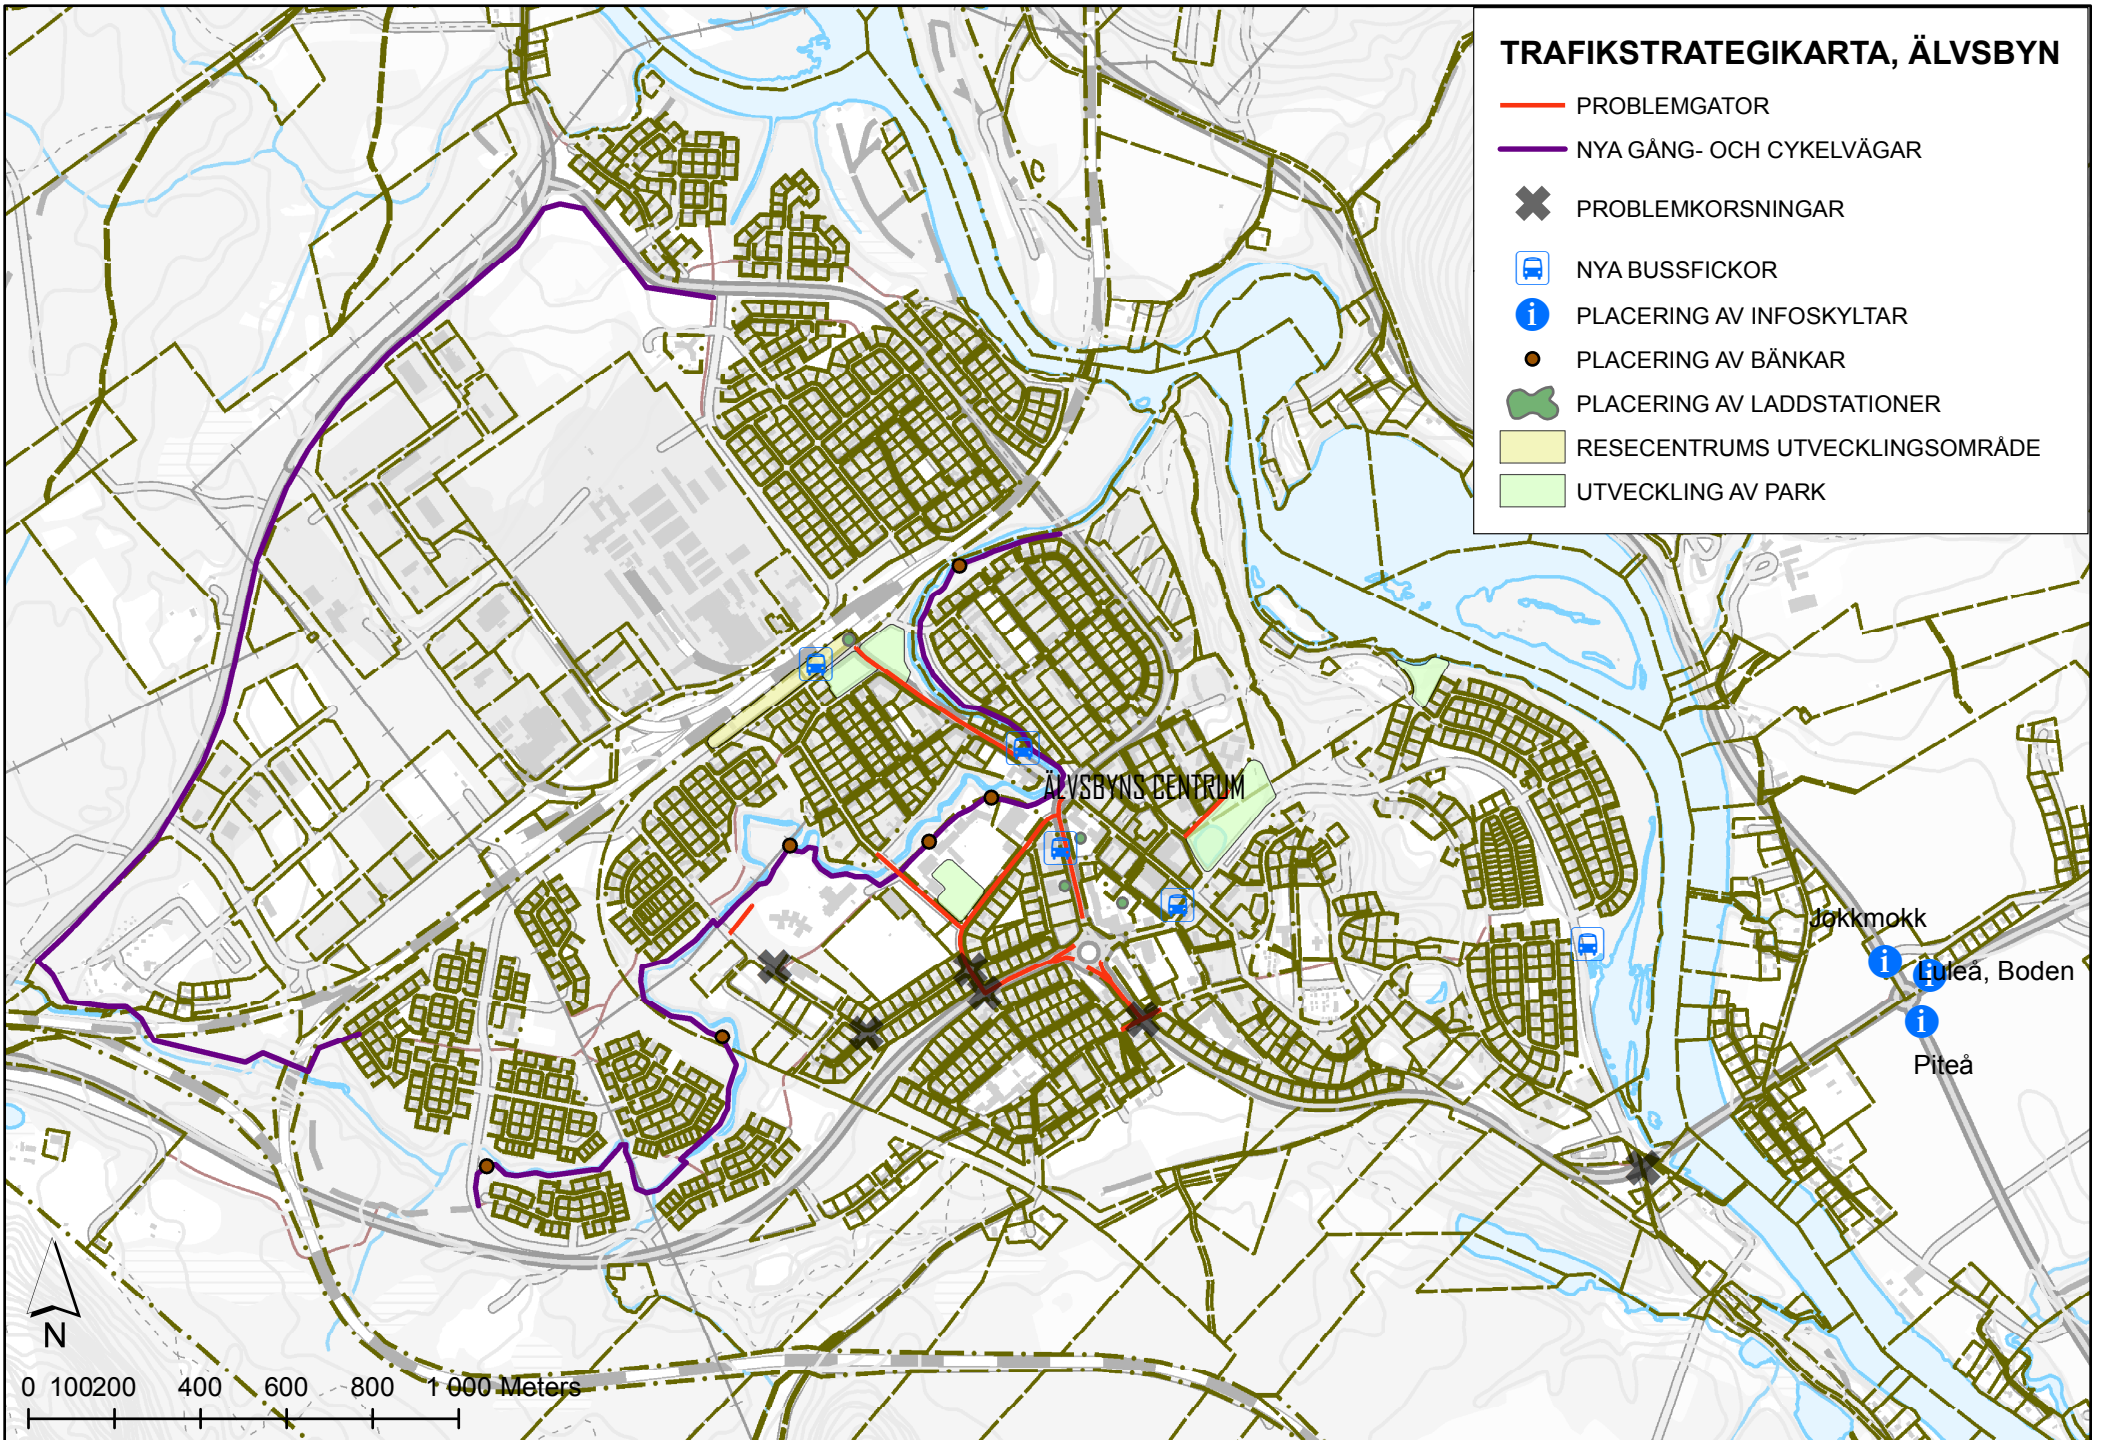 TRAFIKSTRATEGIKARTA, ÄLVSBYN
PROBLEMGATOR
NYA GÅNG- OCH CYKELVÄGAR
PROBLEMKORSNINGAR
NYA BUSSFICKOR
i PLACERING AV INFOSKYLTAR
PLACERING AV BÄNKAR
PLACERING AV LADDSTATIONER
RESECENTRUMS UTVECKLINGSOMRÅDE
UTVECKLING AV PARK
ÄLVSBYNS CENTRUM
Jokkmokk
i
i Luleå, Boden
i
Piteå
N
0 100200 400 600 800 1 000 Meters